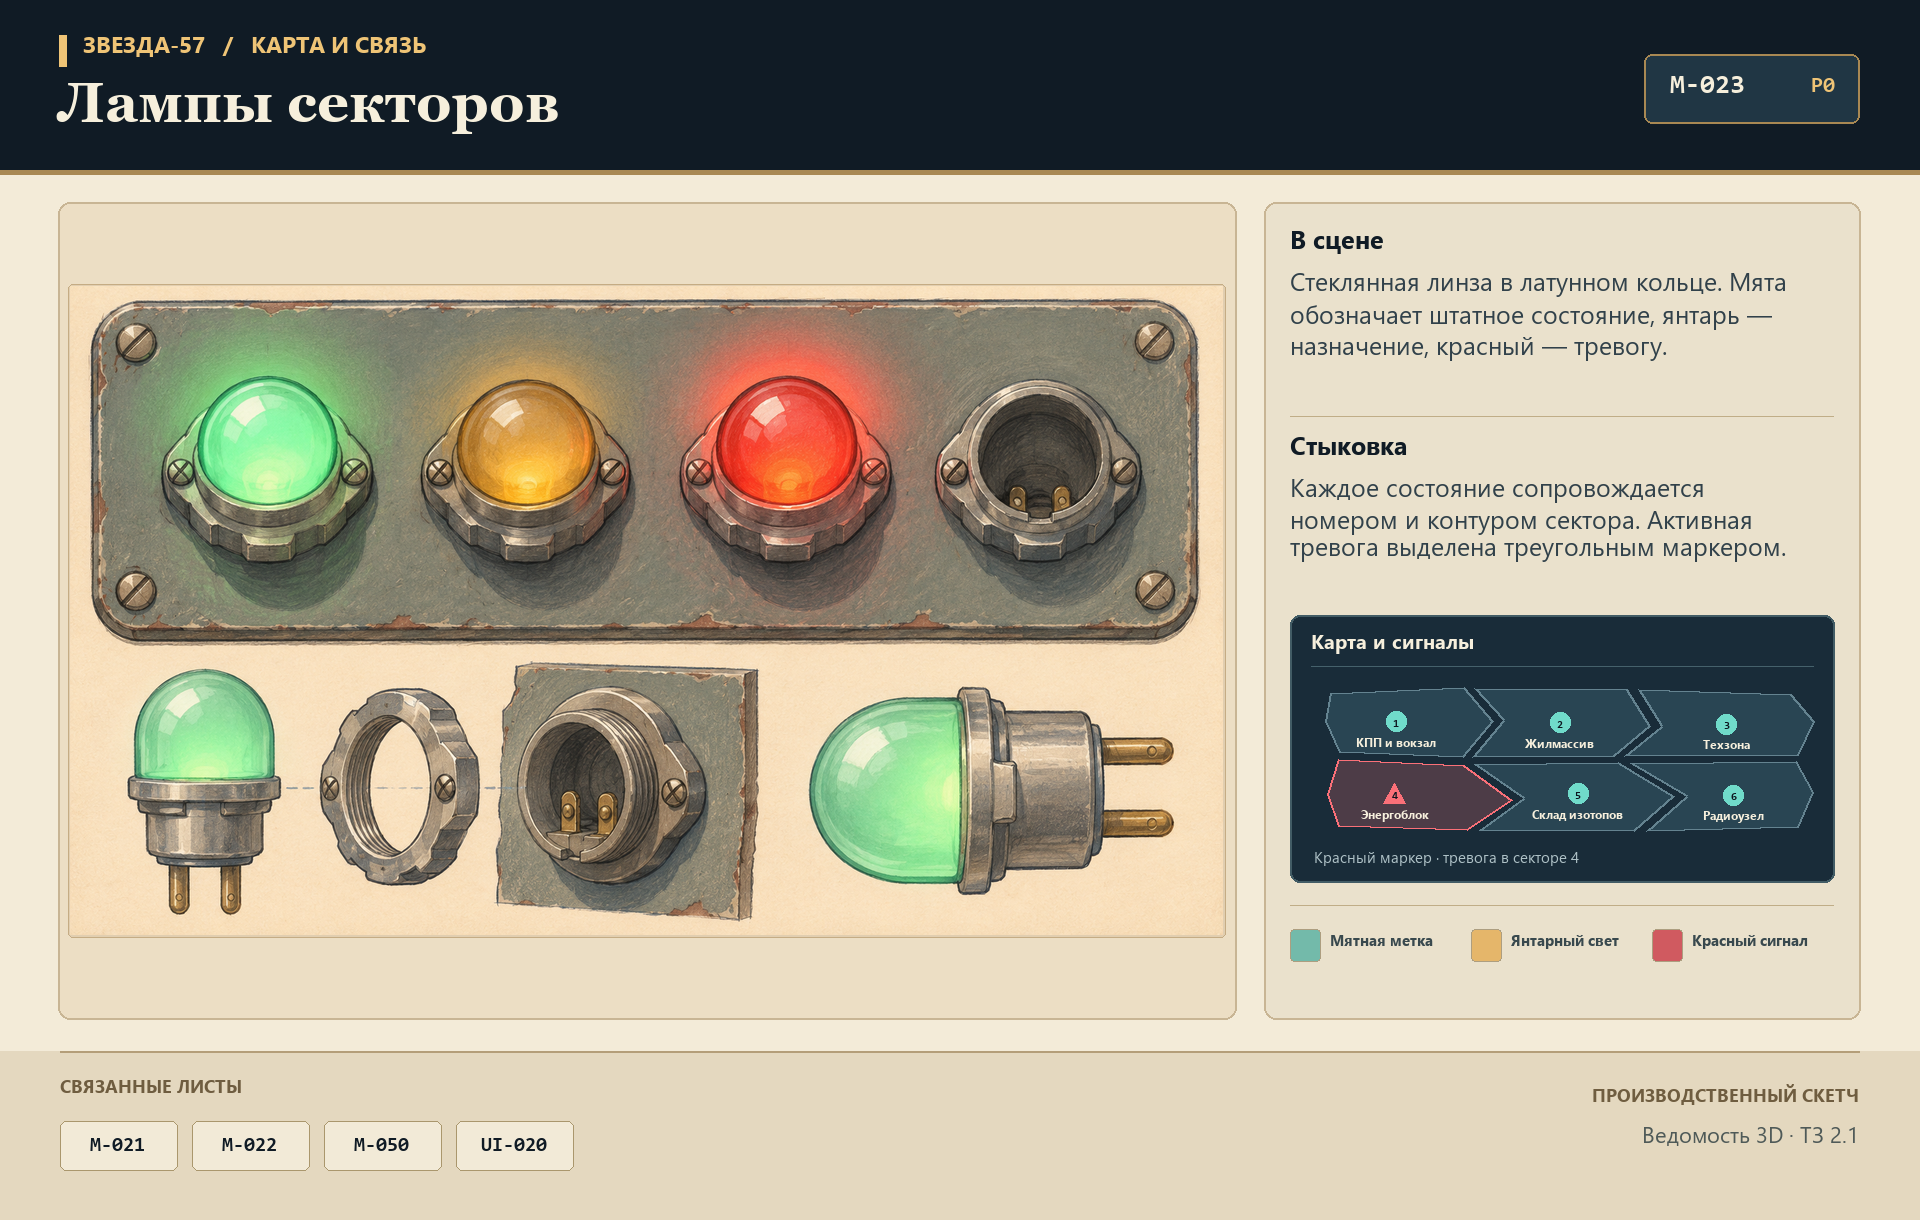 ЗВЕЗДА-57 / КАРТА И СВЯЗЬ
Лампы секторов
М-023 P0
В сцене
Стеклянная линза в латунном кольце. Мята
обозначает штатное состояние, янтарь —
назначение, красный — тревогу.
Стыковка
Каждое состояние сопровождается
номером и контуром сектора. Активная
тревога выделена треугольным маркером.
Карта и сигналы
1
КПП и вокзал
2
Жилмассив
3
Техзона
4
Энергоблок
5
Склад изотопов
6
Радиоузел
Красный маркер · тревога в секторе 4
Мятная метка
Янтарный свет
Красный сигнал
СВЯЗАННЫЕ ЛИСТЫ
М-021
М-022
М-050
UI-020
ПРОИЗВОДСТВЕННЫЙ СКЕТЧ
Ведомость 3D · ТЗ 2.1